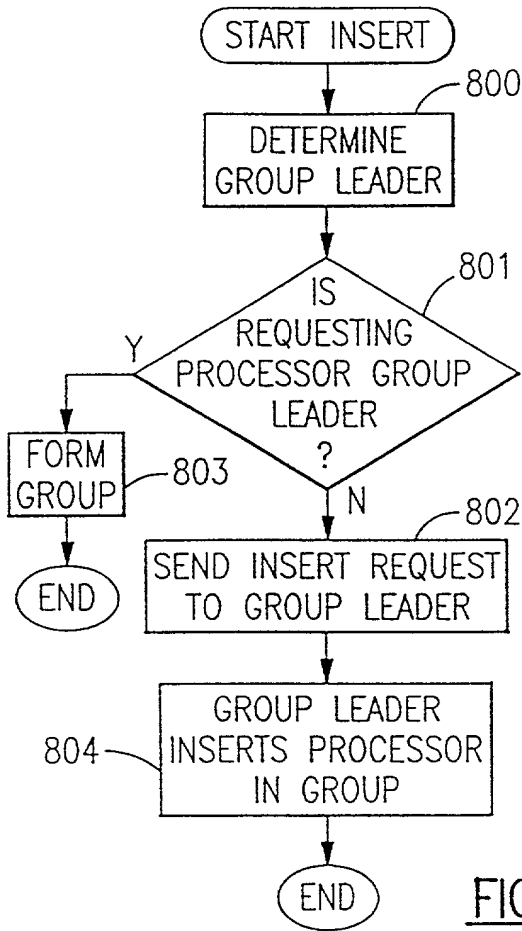 START INSERT
800
DETERMINE
GROUP LEADER
801
IS
REQUESTING
PROCESSOR GROUP
LEADER
?
Y
FORM
GROUP
803
END
N
802
SEND INSERT REQUEST
TO GROUP LEADER
804
GROUP LEADER
INSERTS PROCESSOR
IN GROUP
END
FIG